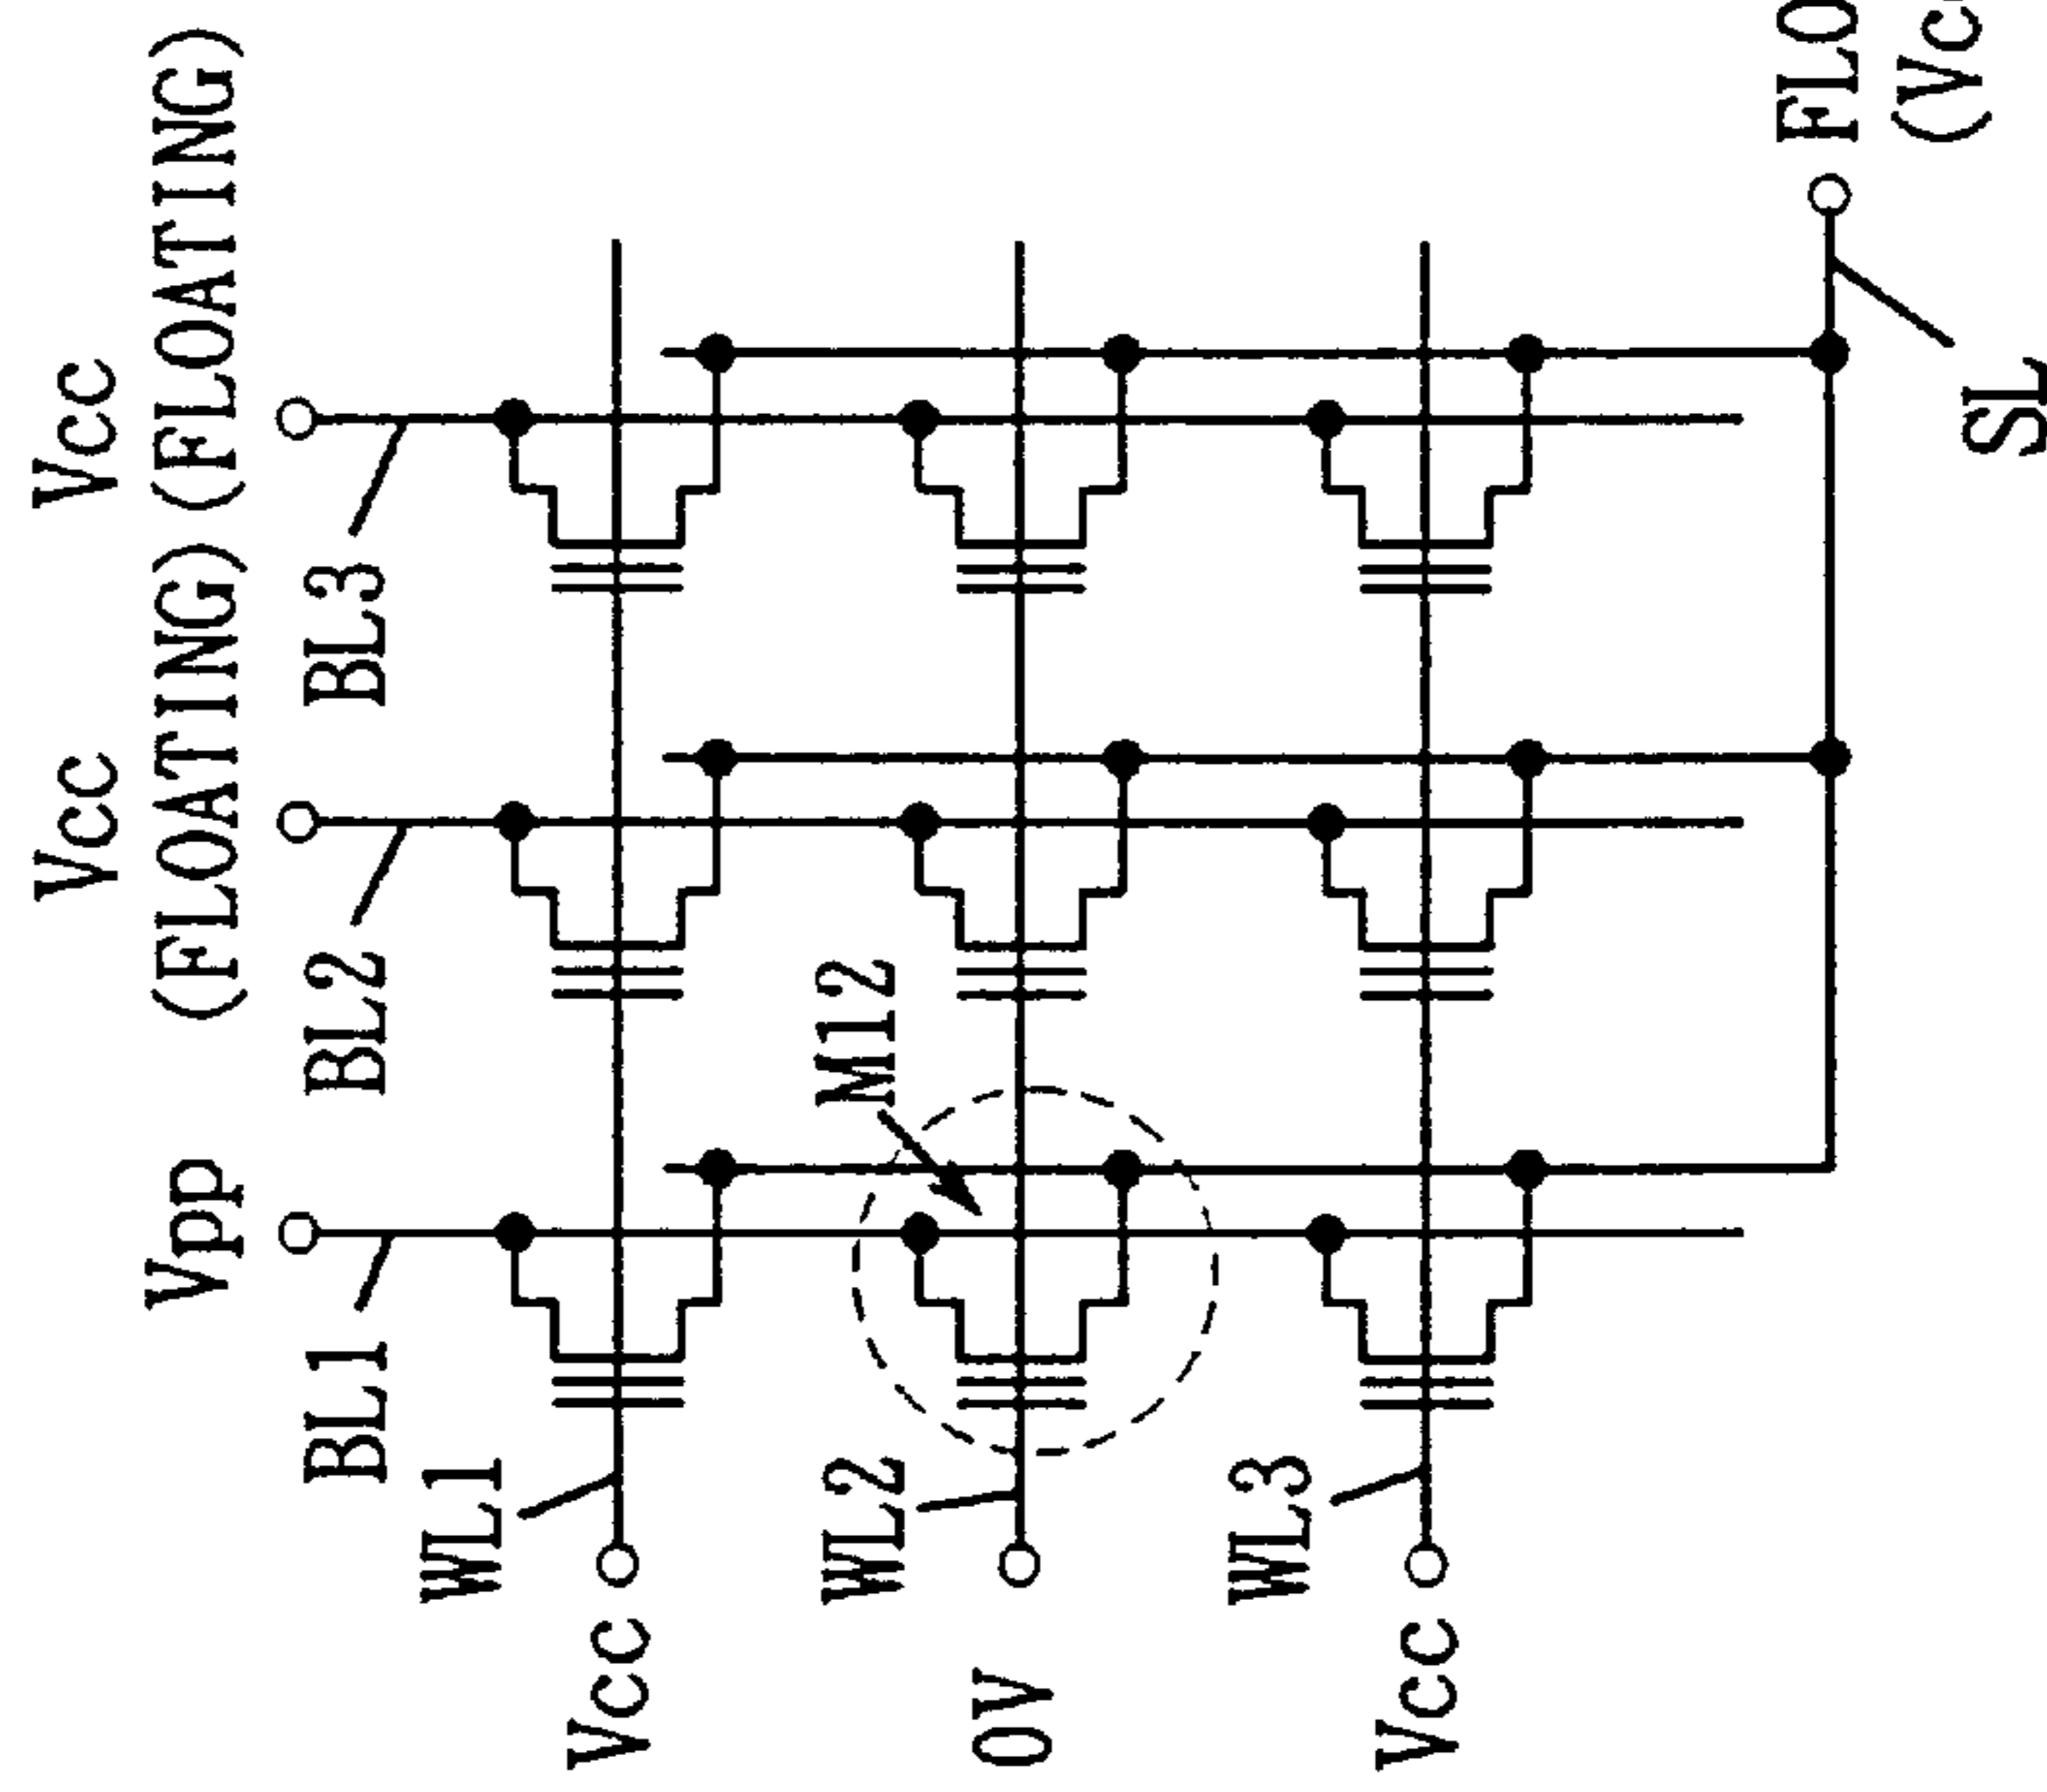 Vcc Vcc
Vpp (FLOATING)(FLOATING)
BL1 BL2 BL3
WL1
Vcc
WL2 M12
0V
WL3
Vcc
FLO
(Vc
SL